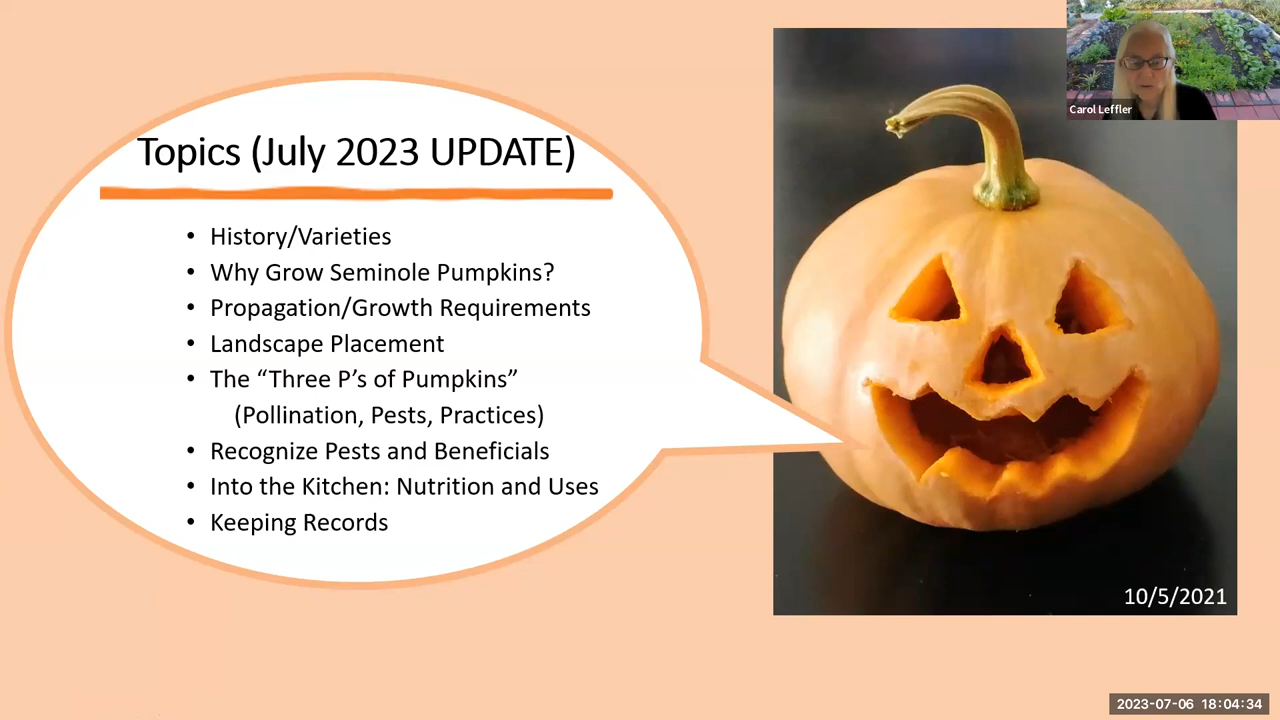 Topics (July 2023 UPDATE)
• History/Varieties
• Why Grow Seminole Pumpkins?
• Propagation/Growth Requirements
• Landscape Placement
• The “Three P’s of Pumpkins”
(Pollination, Pests, Practices)
• Recognize Pests and Beneficials
• Into the Kitchen: Nutrition and Uses
• Keeping Records
10/5/2021
Carol Leffler
2023-07-06 18:04:34